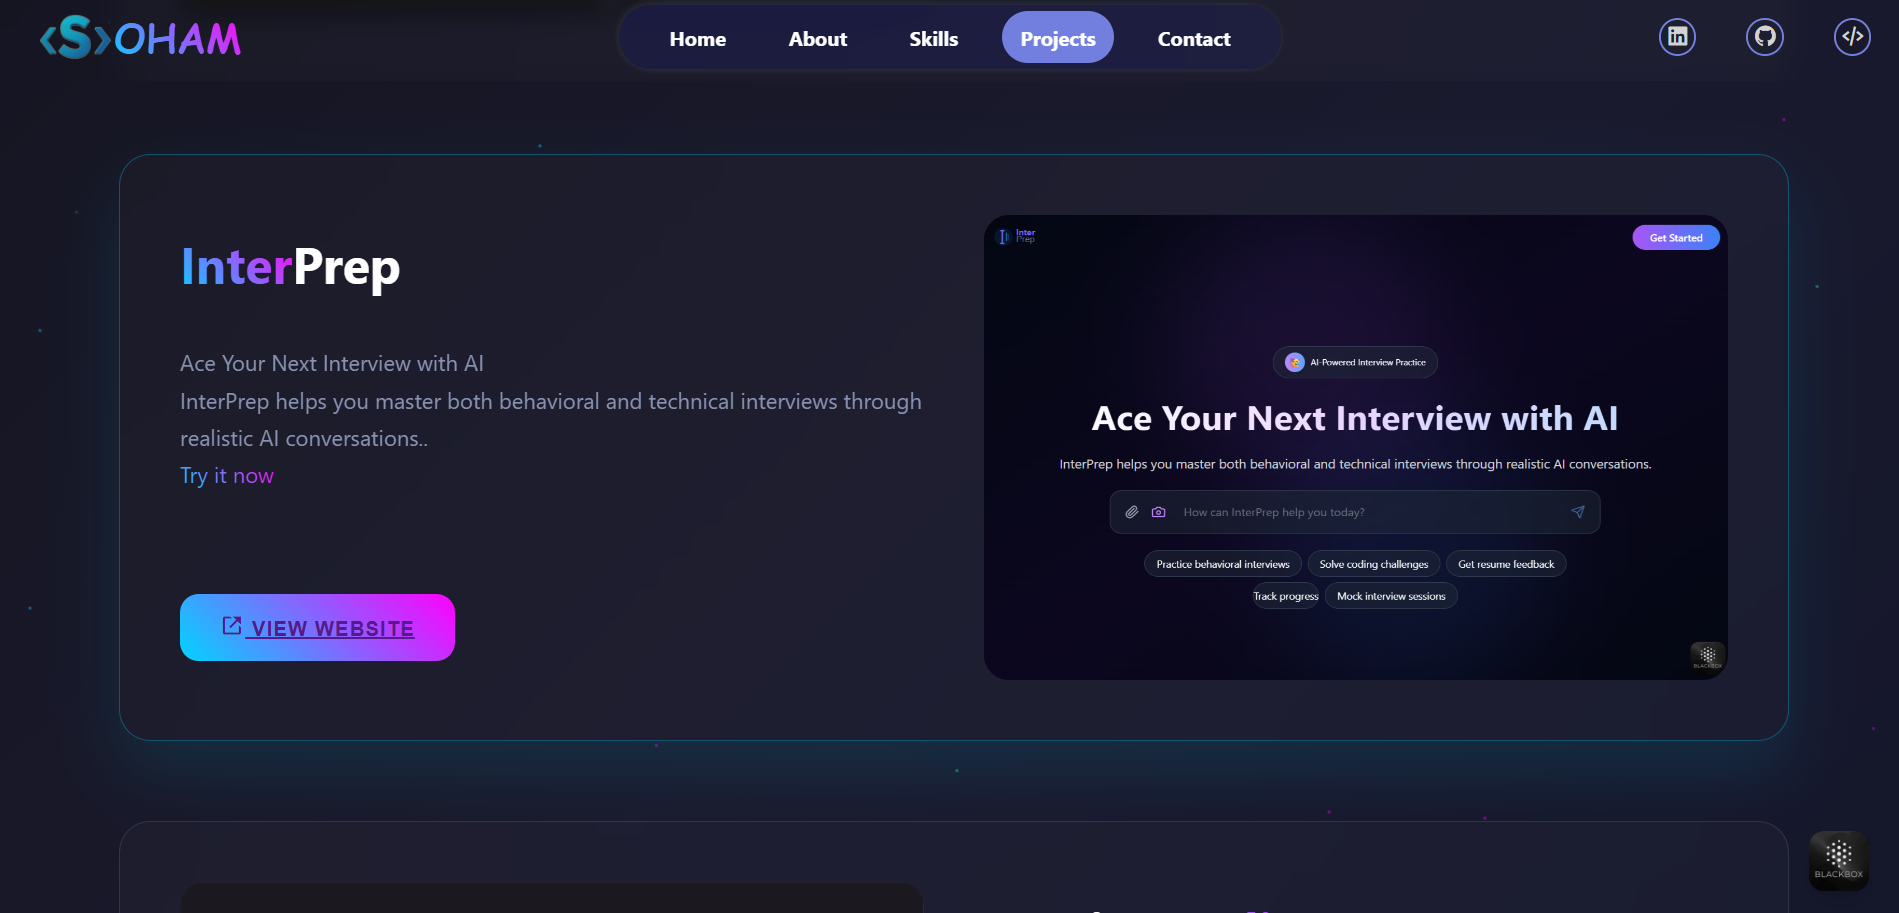 <S>OHAM
Home
About
Skills
Projects
Contact
InterPrep
Ace Your Next Interview with AI
InterPrep helps you master both behavioral and technical interviews through
realistic AI conversations..
Try it now
VIEW WEBSITE
Inter
Prep
Get Started
AI-Powered Interview Practice
Ace Your Next Interview with AI
InterPrep helps you master both behavioral and technical interviews through realistic AI conversations.
How can InterPrep help you today?
Practice behavioral interviews
Solve coding challenges
Get resume feedback
Track progress
Mock interview sessions
BLACKBOX
BLACKBOX